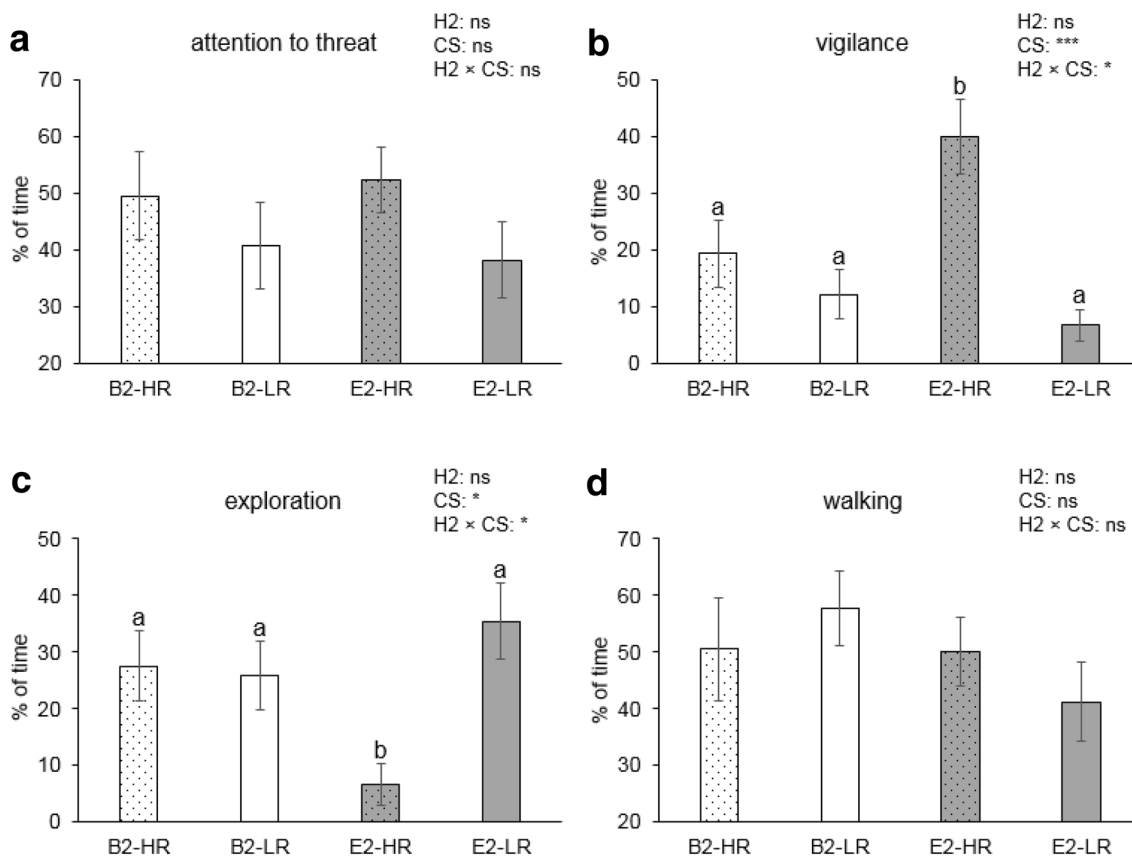 a
attention to threat
H2: ns
CS: ns
H2 × CS: ns
% of time
70
60
50
40
30
20
B2-HR
B2-LR
E2-HR
E2-LR
b
vigilance
H2: ns
CS: ***
H2 × CS: *
% of time
50
40
30
20
10
0
a
a
b
a
B2-HR
B2-LR
E2-HR
E2-LR
c
exploration
H2: ns
CS: *
H2 × CS: *
% of time
50
40
30
20
10
0
a
a
b
a
B2-HR
B2-LR
E2-HR
E2-LR
d
walking
H2: ns
CS: ns
H2 × CS: ns
% of time
70
60
50
40
30
20
B2-HR
B2-LR
E2-HR
E2-LR